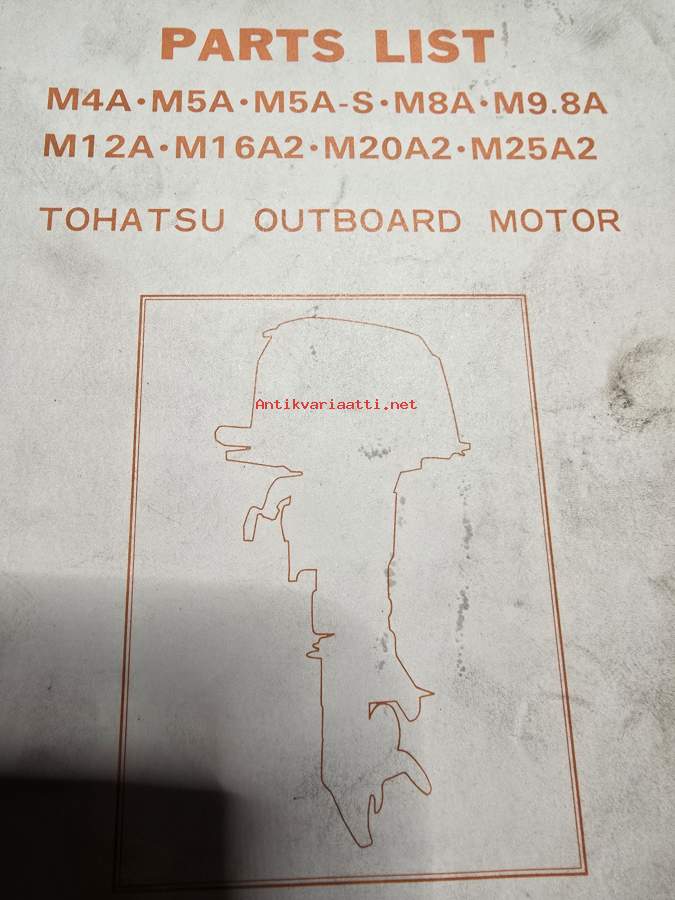 PARTS LIST
M4A·M5A·M5A-S·M8A·M9.8A
M12A·M16A2·M20A2·M25A2
TOHATSU OUTBOARD MOTOR
Antikvariaatti.net